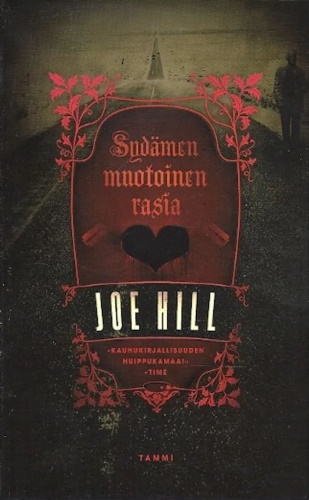 Sydämen
muotoinen
rasia
JOE HILL
»KAUHUKIRJALLISUUDEN
HUIPPUKAMAA!»
»TIME
TAMMI